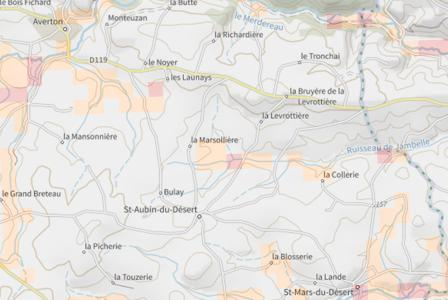 le Bois Fichard
la Butte
Averton
Monteuzan
le Merdereau
la Richardière
D119
le Noyer
le Tronchai
les Launays
la Bruyère de la
Levrottière
la Levrottière
la Mansonnière
la Marsollière
Ruisseau de Jambelle
la Collerie
le Grand Breteau
Bulay
St-Aubin-du-Désert
la Picherie
la Blosserie
la Touzerie
la Lande
St-Mars-du-Désert